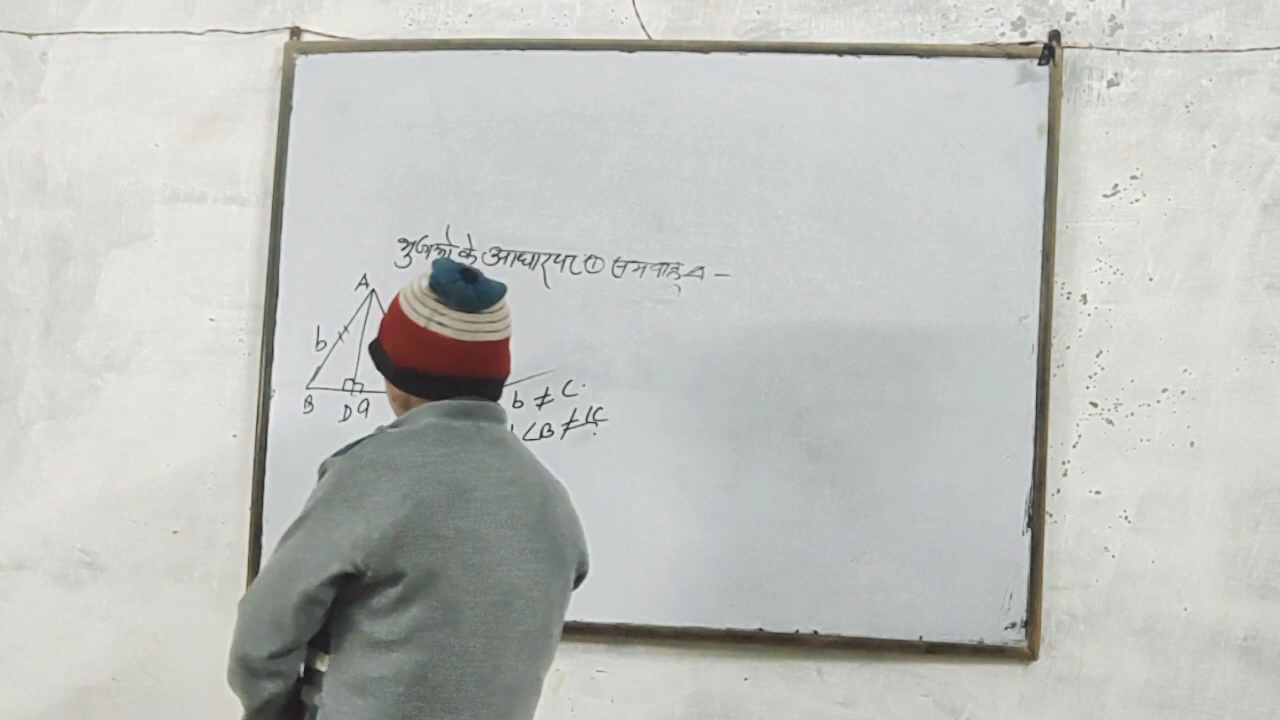 भुजाओं के आधार पर ① समबाहु △ –
A
b
B
D a
b ≠ C.
∠B ≠ ∠C